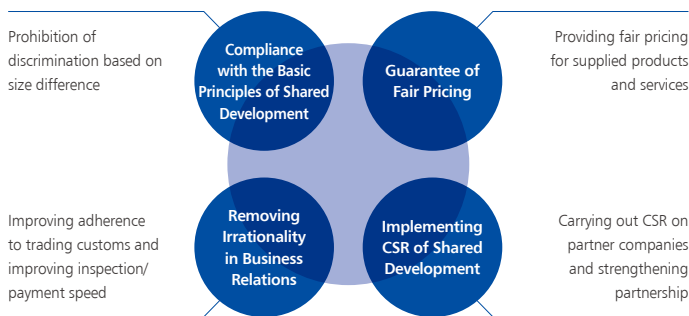 Prohibition of
discrimination based on
size difference
Compliance
with the Basic
Principles of Shared
Development
Guarantee of
Fair Pricing
Providing fair pricing
for supplied products
and services
Improving adherence
to trading customs and
improving inspection/
payment speed
Removing
Irrationality
in Business
Relations
Implementing
CSR of Shared
Development
Carrying out CSR on
partner companies
and strengthening
partnership